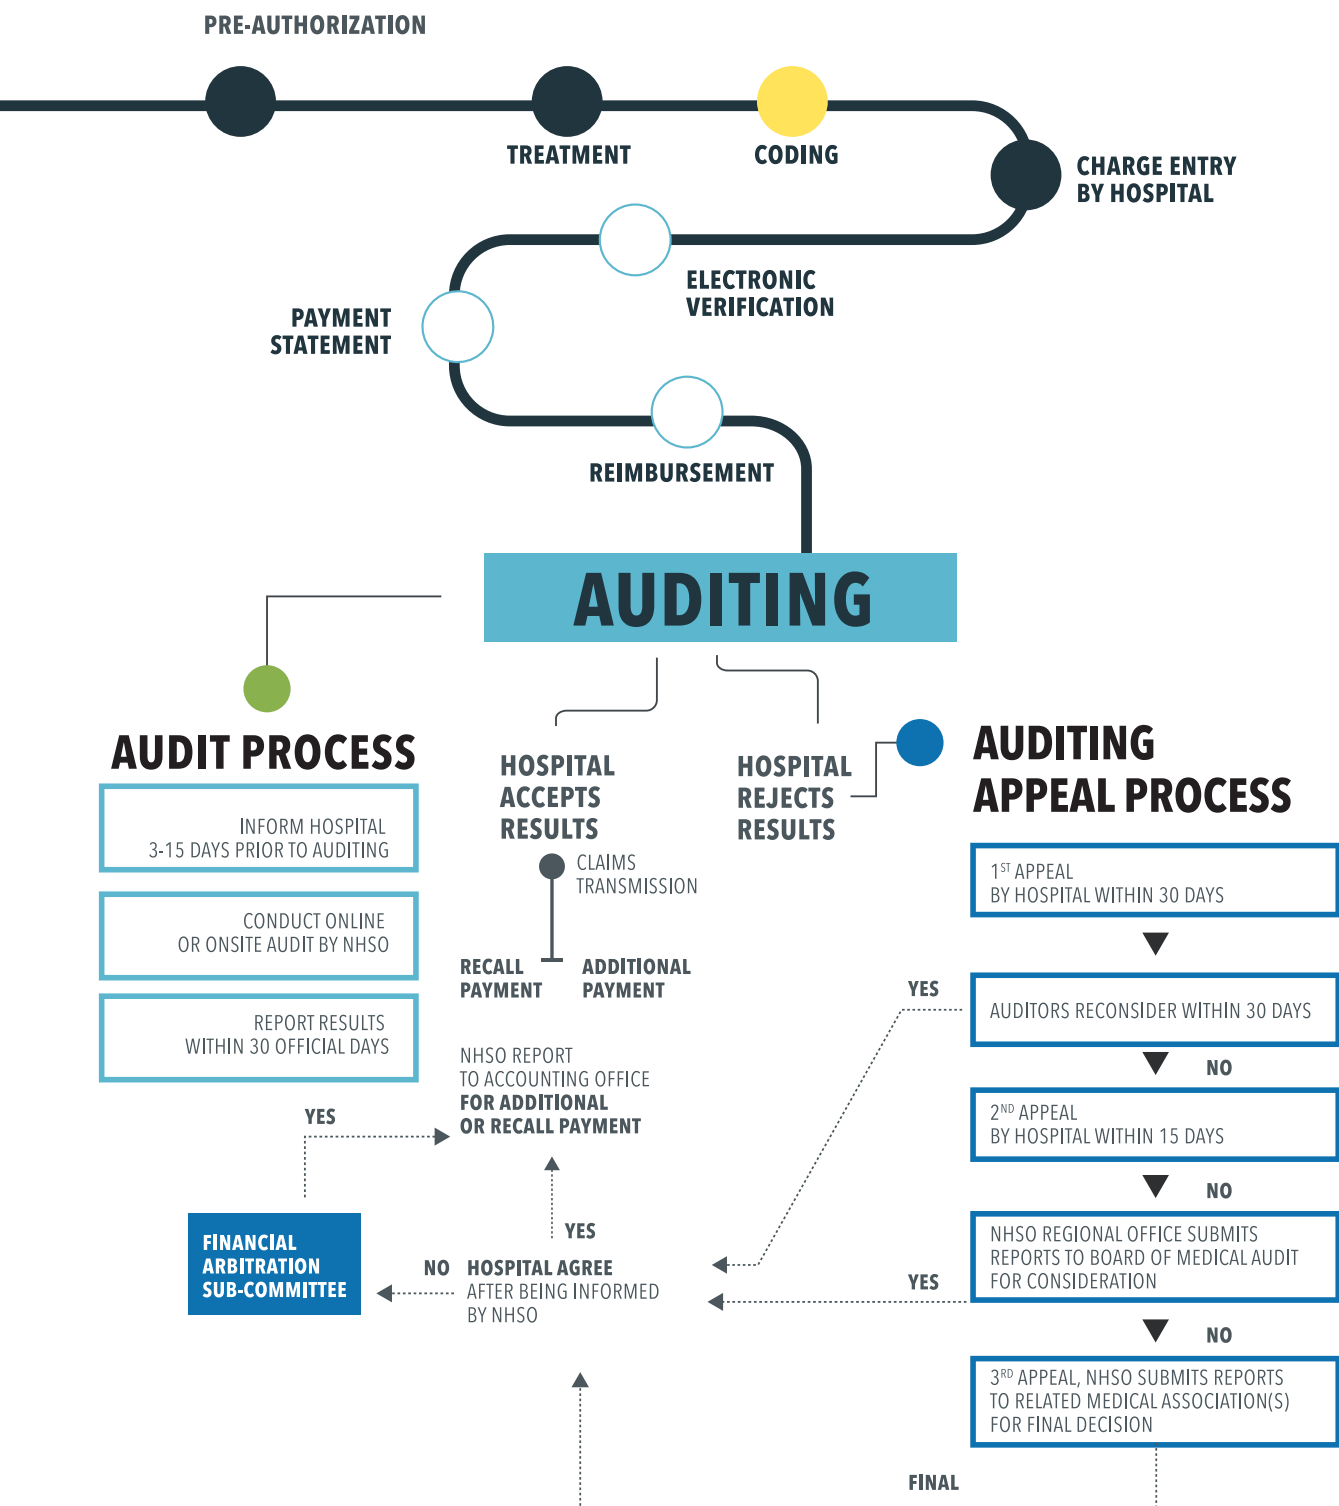 PRE-AUTHORIZATION
TREATMENT
CODING
CHARGE ENTRY
BY HOSPITAL
ELECTRONIC
VERIFICATION
PAYMENT
STATEMENT
REIMBURSEMENT
AUDITING
AUDIT PROCESS
INFORM HOSPITAL
3-15 DAYS PRIOR TO AUDITING
CONDUCT ONLINE
OR ONSITE AUDIT BY NHSO
REPORT RESULTS
WITHIN 30 OFFICIAL DAYS
HOSPITAL
ACCEPTS
RESULTS
CLAIMS
TRANSMISSION
RECALL
PAYMENT
ADDITIONAL
PAYMENT
NHSO REPORT
TO ACCOUNTING OFFICE
FOR ADDITIONAL
OR RECALL PAYMENT
YES
FINANCIAL
ARBITRATION
SUB-COMMITTEE
NO
YES
HOSPITAL AGREE
AFTER BEING INFORMED
BY NHSO
HOSPITAL
REJECTS
RESULTS
AUDITING
APPEAL PROCESS
1ST APPEAL
BY HOSPITAL WITHIN 30 DAYS
YES
AUDITORS RECONSIDER WITHIN 30 DAYS
NO
2ND APPEAL
BY HOSPITAL WITHIN 15 DAYS
NO
YES
NHSO REGIONAL OFFICE SUBMITS
REPORTS TO BOARD OF MEDICAL AUDIT
FOR CONSIDERATION
NO
3RD APPEAL, NHSO SUBMITS REPORTS
TO RELATED MEDICAL ASSOCIATION(S)
FOR FINAL DECISION
FINAL